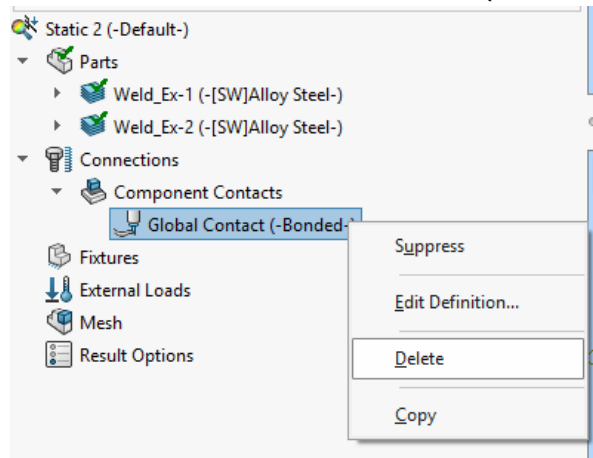 Static 2 (-Default-)
Parts
Weld_Ex-1 (-[SW]Alloy Steel-)
Weld_Ex-2 (-[SW]Alloy Steel-)
Connections
Component Contacts
Global Contact (-Bonded-
Fixtures
External Loads
Mesh
Result Options
Suppress
Edit Definition...
Delete
Copy